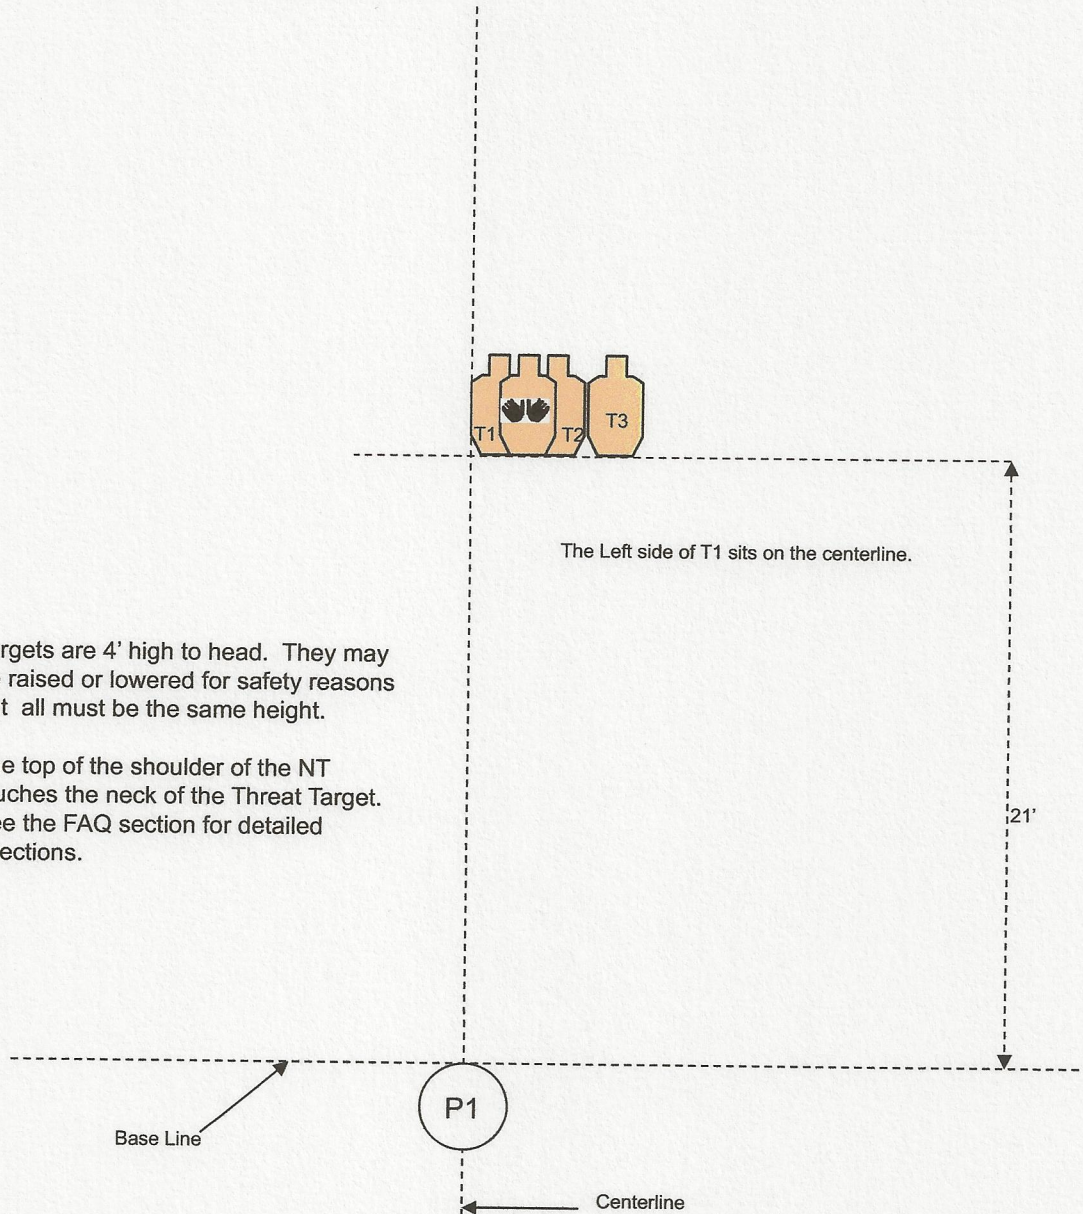 T1
T2
T3
The Left side of T1 sits on the centerline.
rgets are 4' high to head. They may
raised or lowered for safety reasons
t all must be the same height.
e top of the shoulder of the NT
uches the neck of the Threat Target.
ee the FAQ section for detailed
ections.
21'
P1
Base Line
Centerline